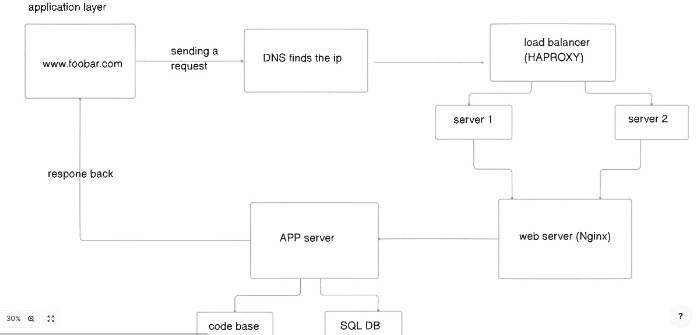 application layer
www.foobar.com
sending a
request
DNS finds the ip
load balancer
(HAPROXY)
server 1
server 2
respone back
APP server
web server (Nginx)
code base
SQL DB
30%
?